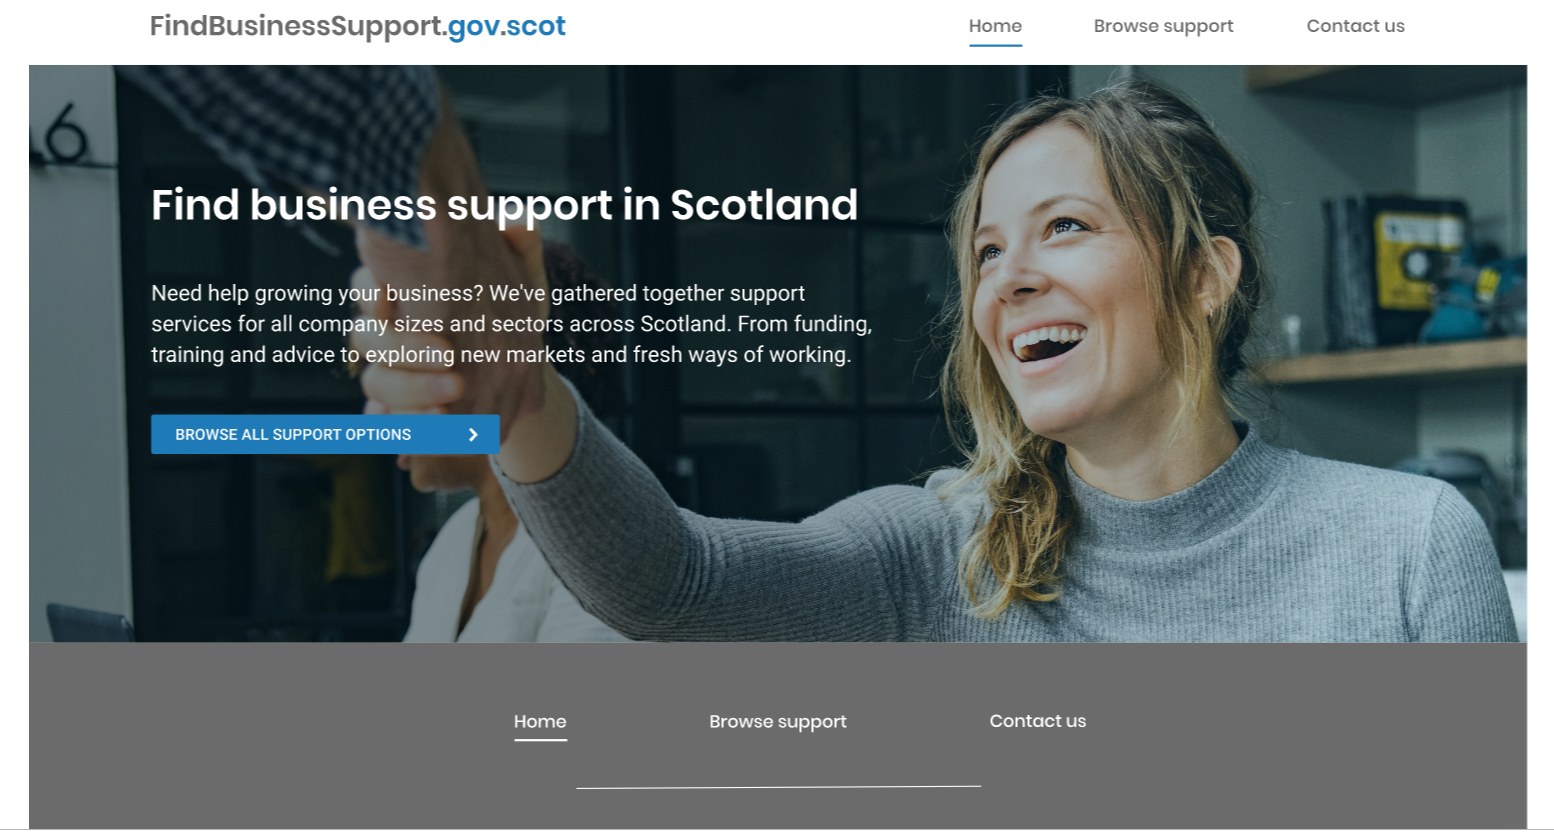 FindBusinessSupport.gov.scot
Home
Browse support
Contact us
6
Find business support in Scotland
Need help growing your business? We've gathered together support
services for all company sizes and sectors across Scotland. From funding,
training and advice to exploring new markets and fresh ways of working.
BROWSE ALL SUPPORT OPTIONS
Home
Browse support
Contact us